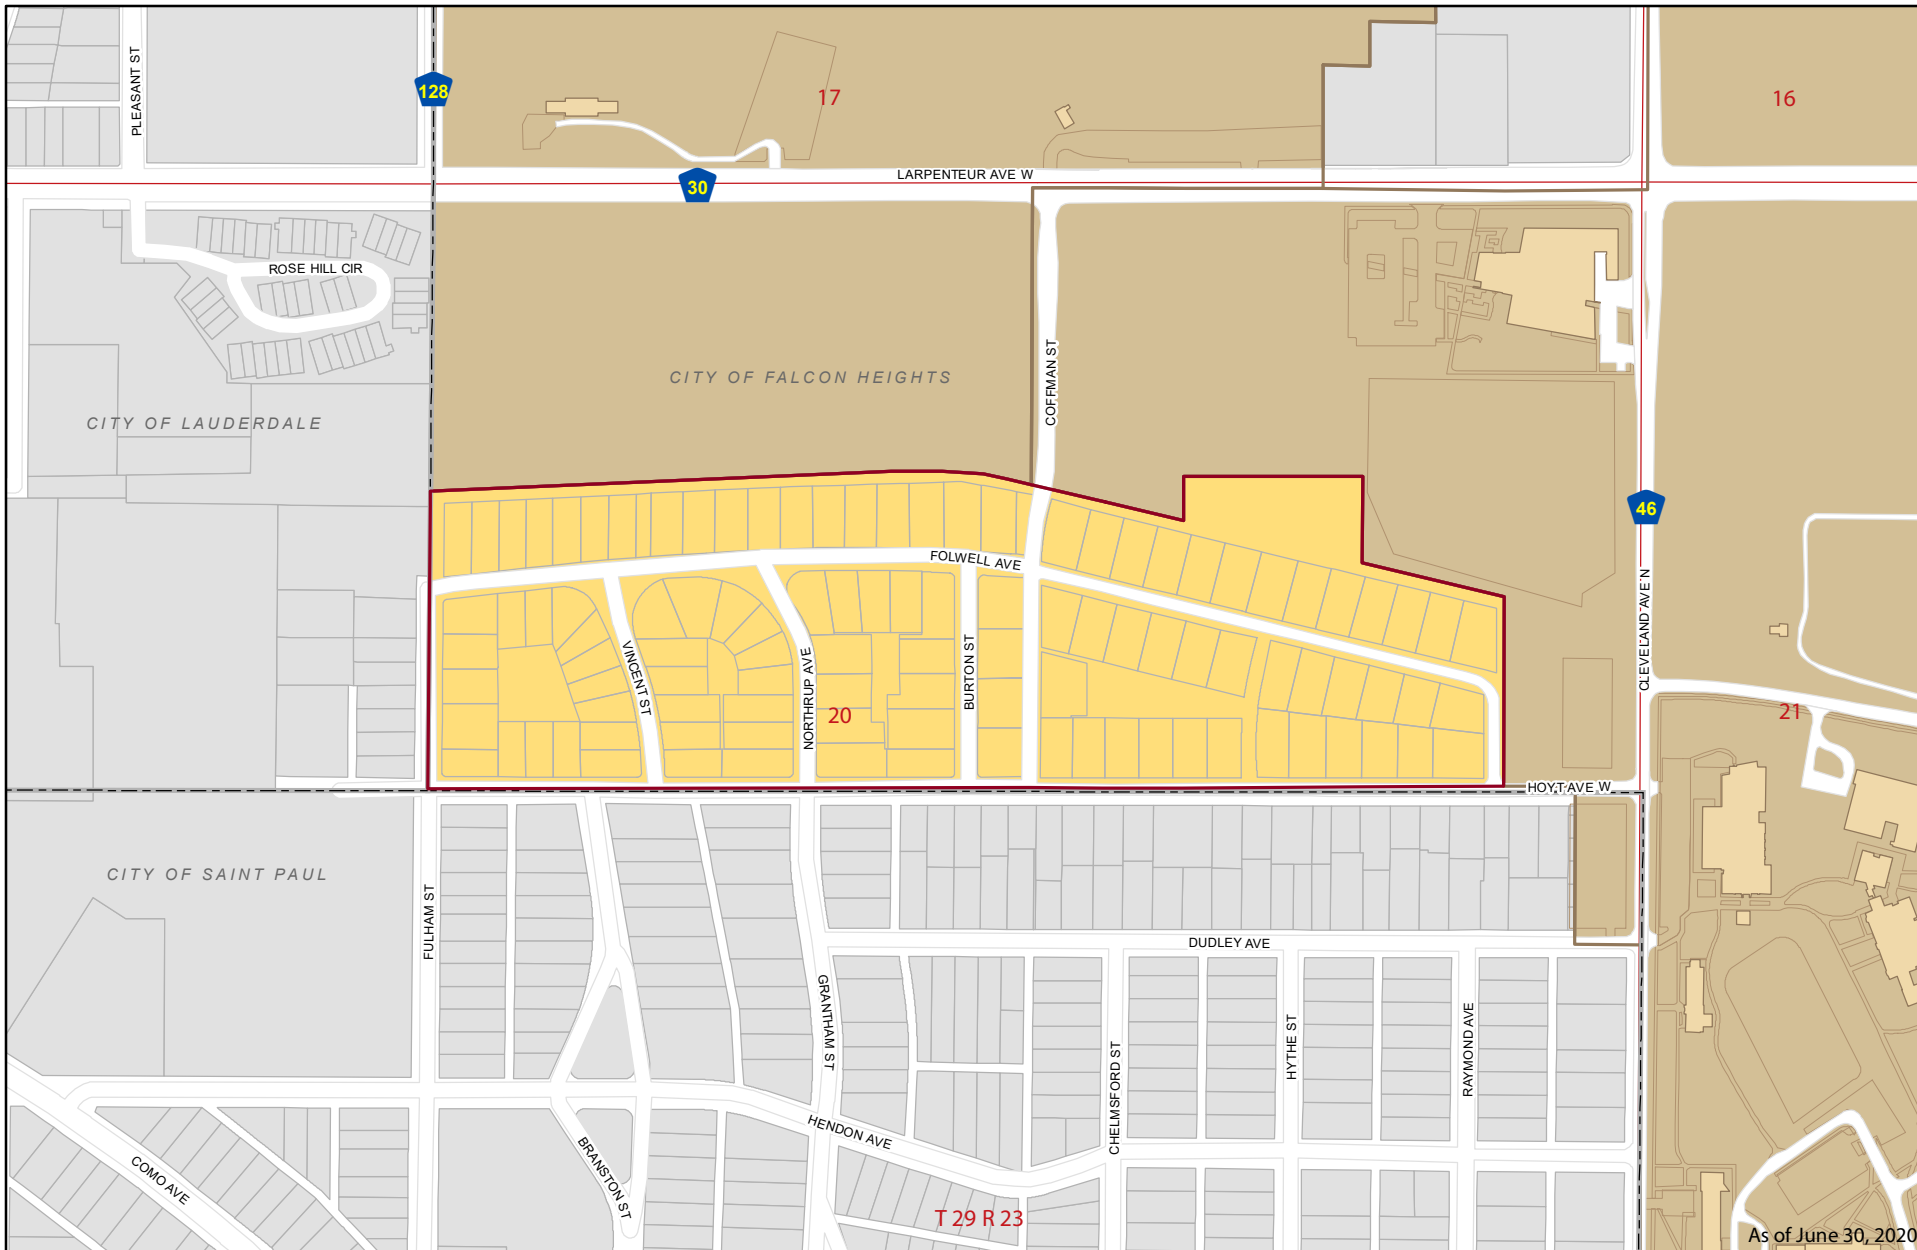 PLEASANT ST
128
17
16
LARPENTEUR AVE W
30
ROSE HILL CIR
COFFMAN ST
CITY OF FALCON HEIGHTS
CITY OF LAUDERDALE
46
FOLWELL AVE
CLEVELAND AVE N
VINCENT ST
NORTHRUP AVE
BURTON ST
20
21
HOYT AVE W
CITY OF SAINT PAUL
FULHAM ST
DUDLEY AVE
GRANTHAM ST
CHELMSFORD ST
HYTHE ST
RAYMOND AVE
HENDON AVE
BRANSTON ST
COMO AVE
T 29 R 23
As of June 30, 2020